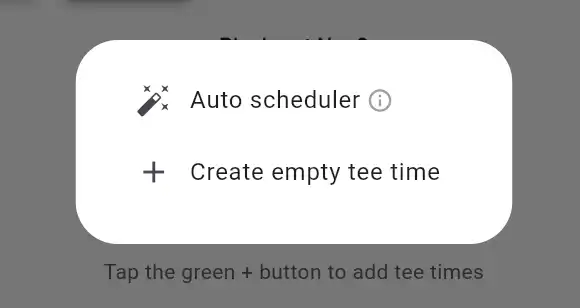 Auto scheduler
Create empty tee time
Tap the green + button to add tee times